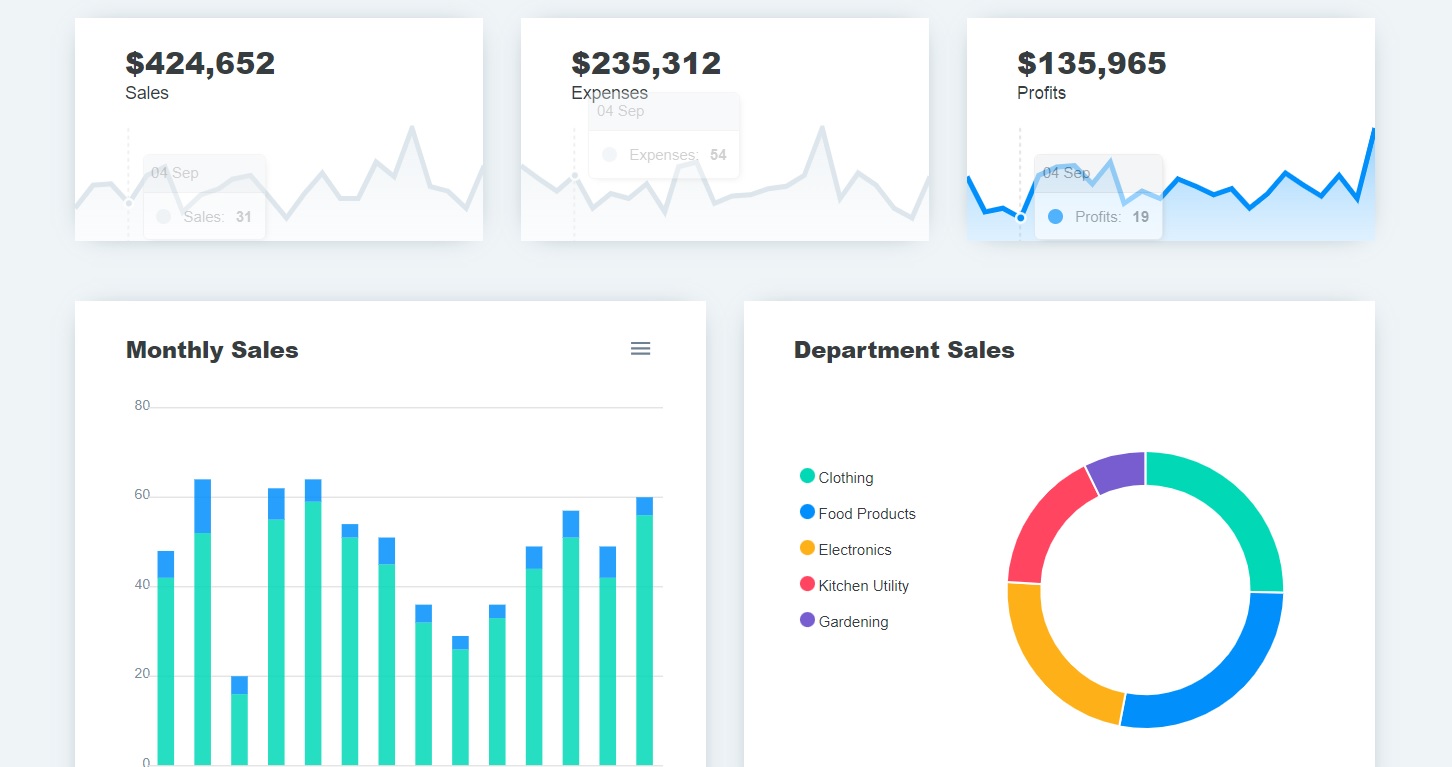 $424,652
Sales
04 Sep
Sales: 31
$235,312
Expenses
04 Sep
Expenses: 54
$135,965
Profits
04 Sep
Profits: 19
Monthly Sales
80
60
40
20
0
Department Sales
Clothing
Food Products
Electronics
Kitchen Utility
Gardening